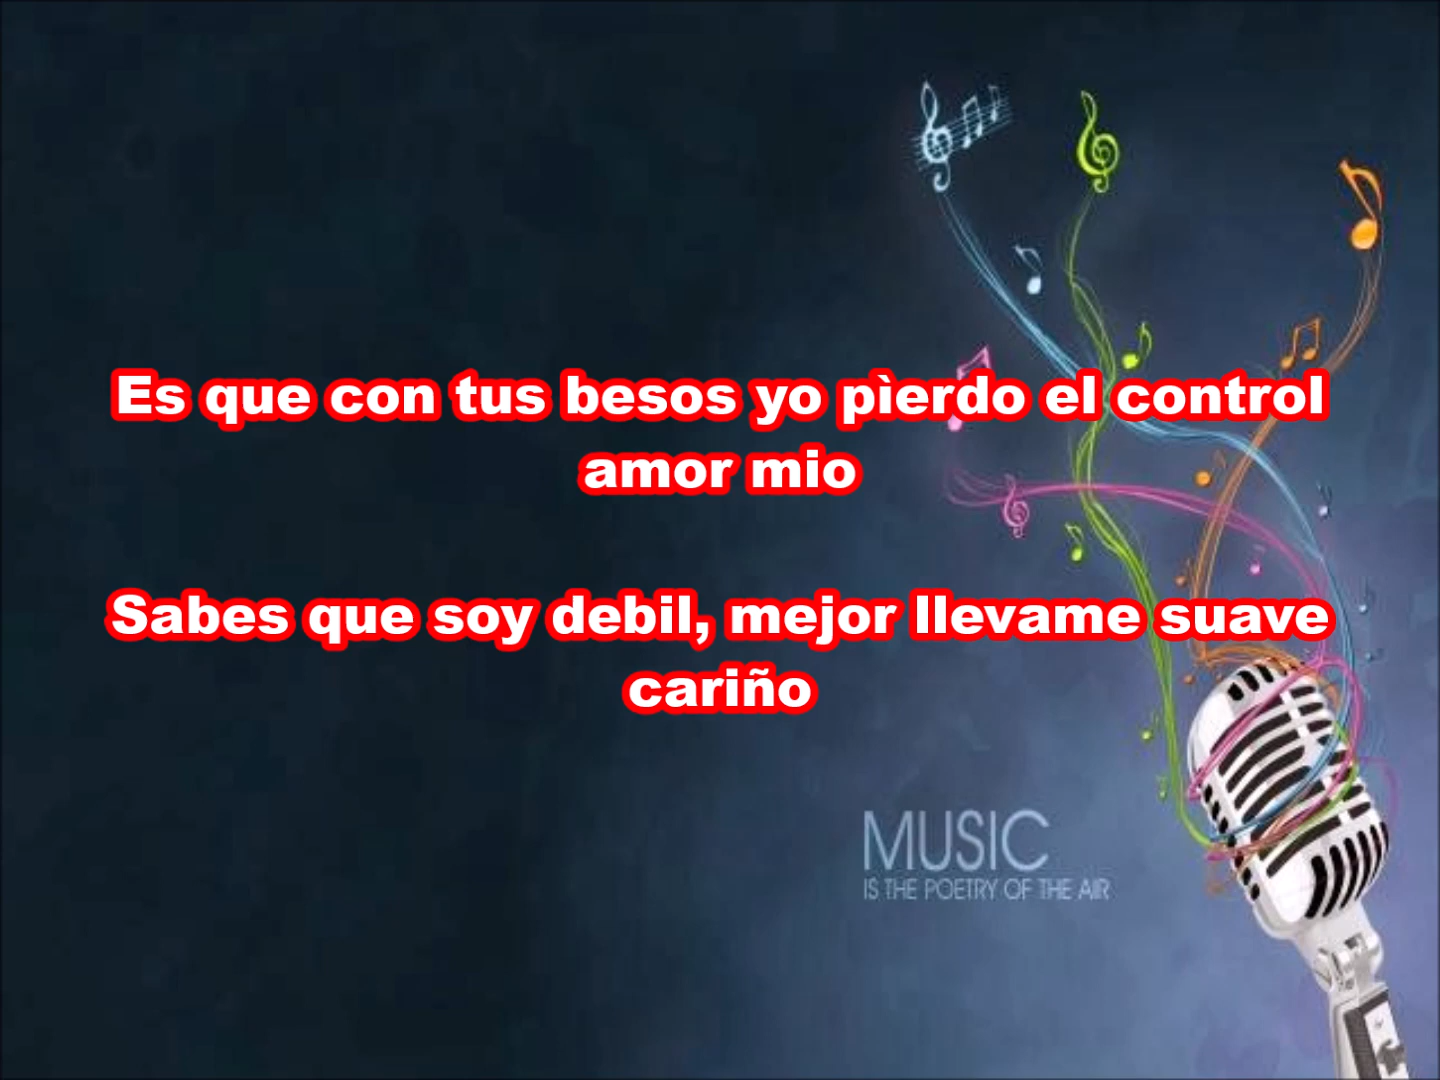 Es que con tus besos yo pìerdo el control
amor mio
Sabes que soy debil, mejor llevame suave
cariño
MUSIC
IS THE POETRY OF THE AIR